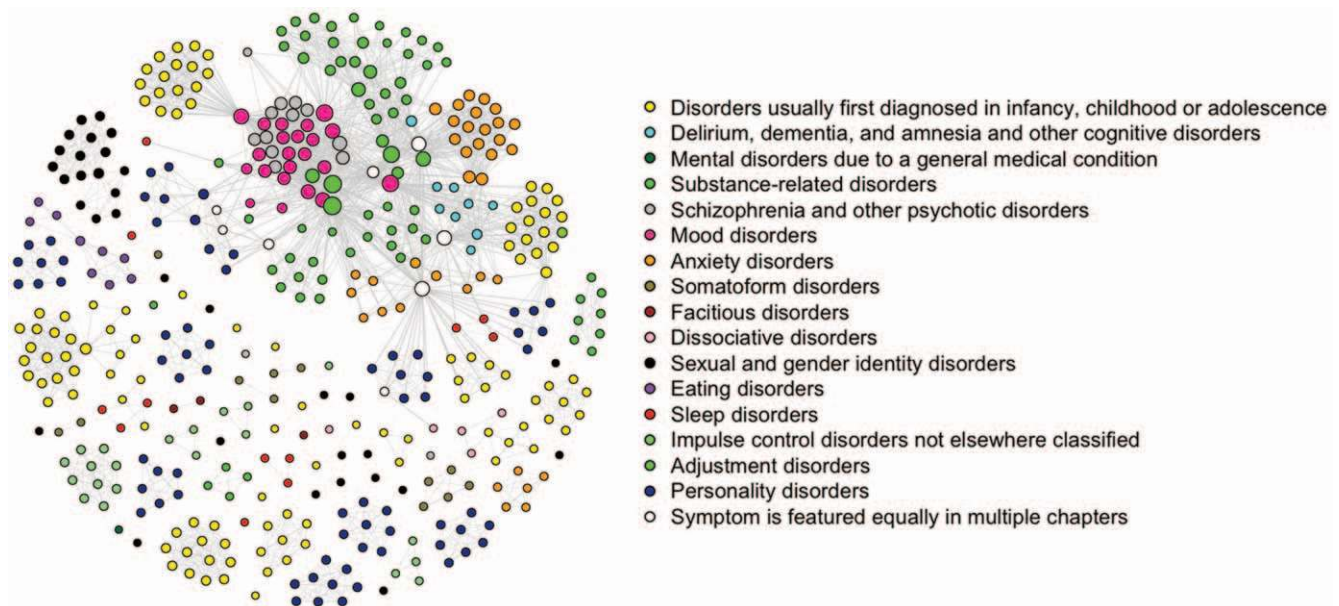 Disorders usually first diagnosed in infancy, childhood or adolescence
Delirium, dementia, and amnesia and other cognitive disorders
Mental disorders due to a general medical condition
Substance-related disorders
Schizophrenia and other psychotic disorders
Mood disorders
Anxiety disorders
Somatoform disorders
Facitious disorders
Dissociative disorders
Sexual and gender identity disorders
Eating disorders
Sleep disorders
Impulse control disorders not elsewhere classified
Adjustment disorders
Personality disorders
Symptom is featured equally in multiple chapters